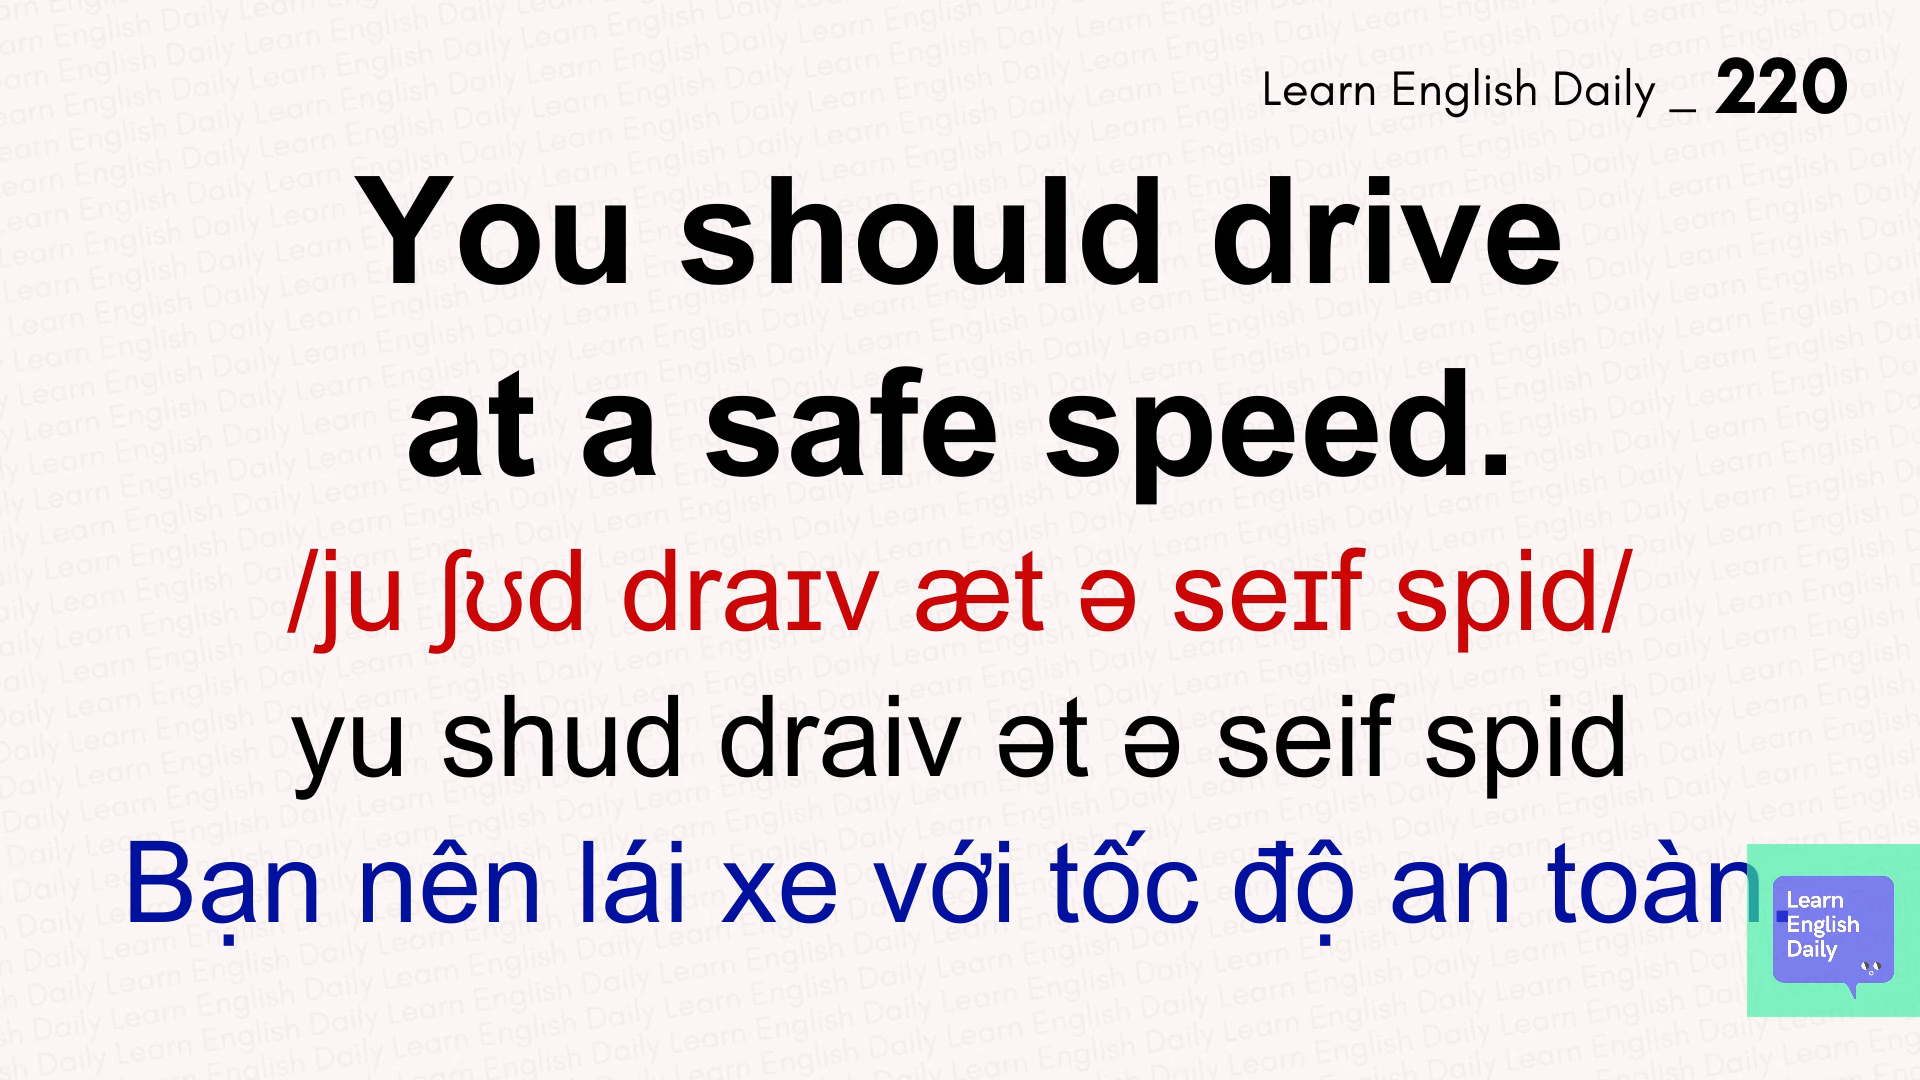 Learn English Daily _ 220
You should drive
at a safe speed.
/ju ʃʊd draɪv æt ə seɪf spid/
yu shud draiv ət ə seif spid
Bạn nên lái xe với tốc độ an toàn.
Learn
English
Daily